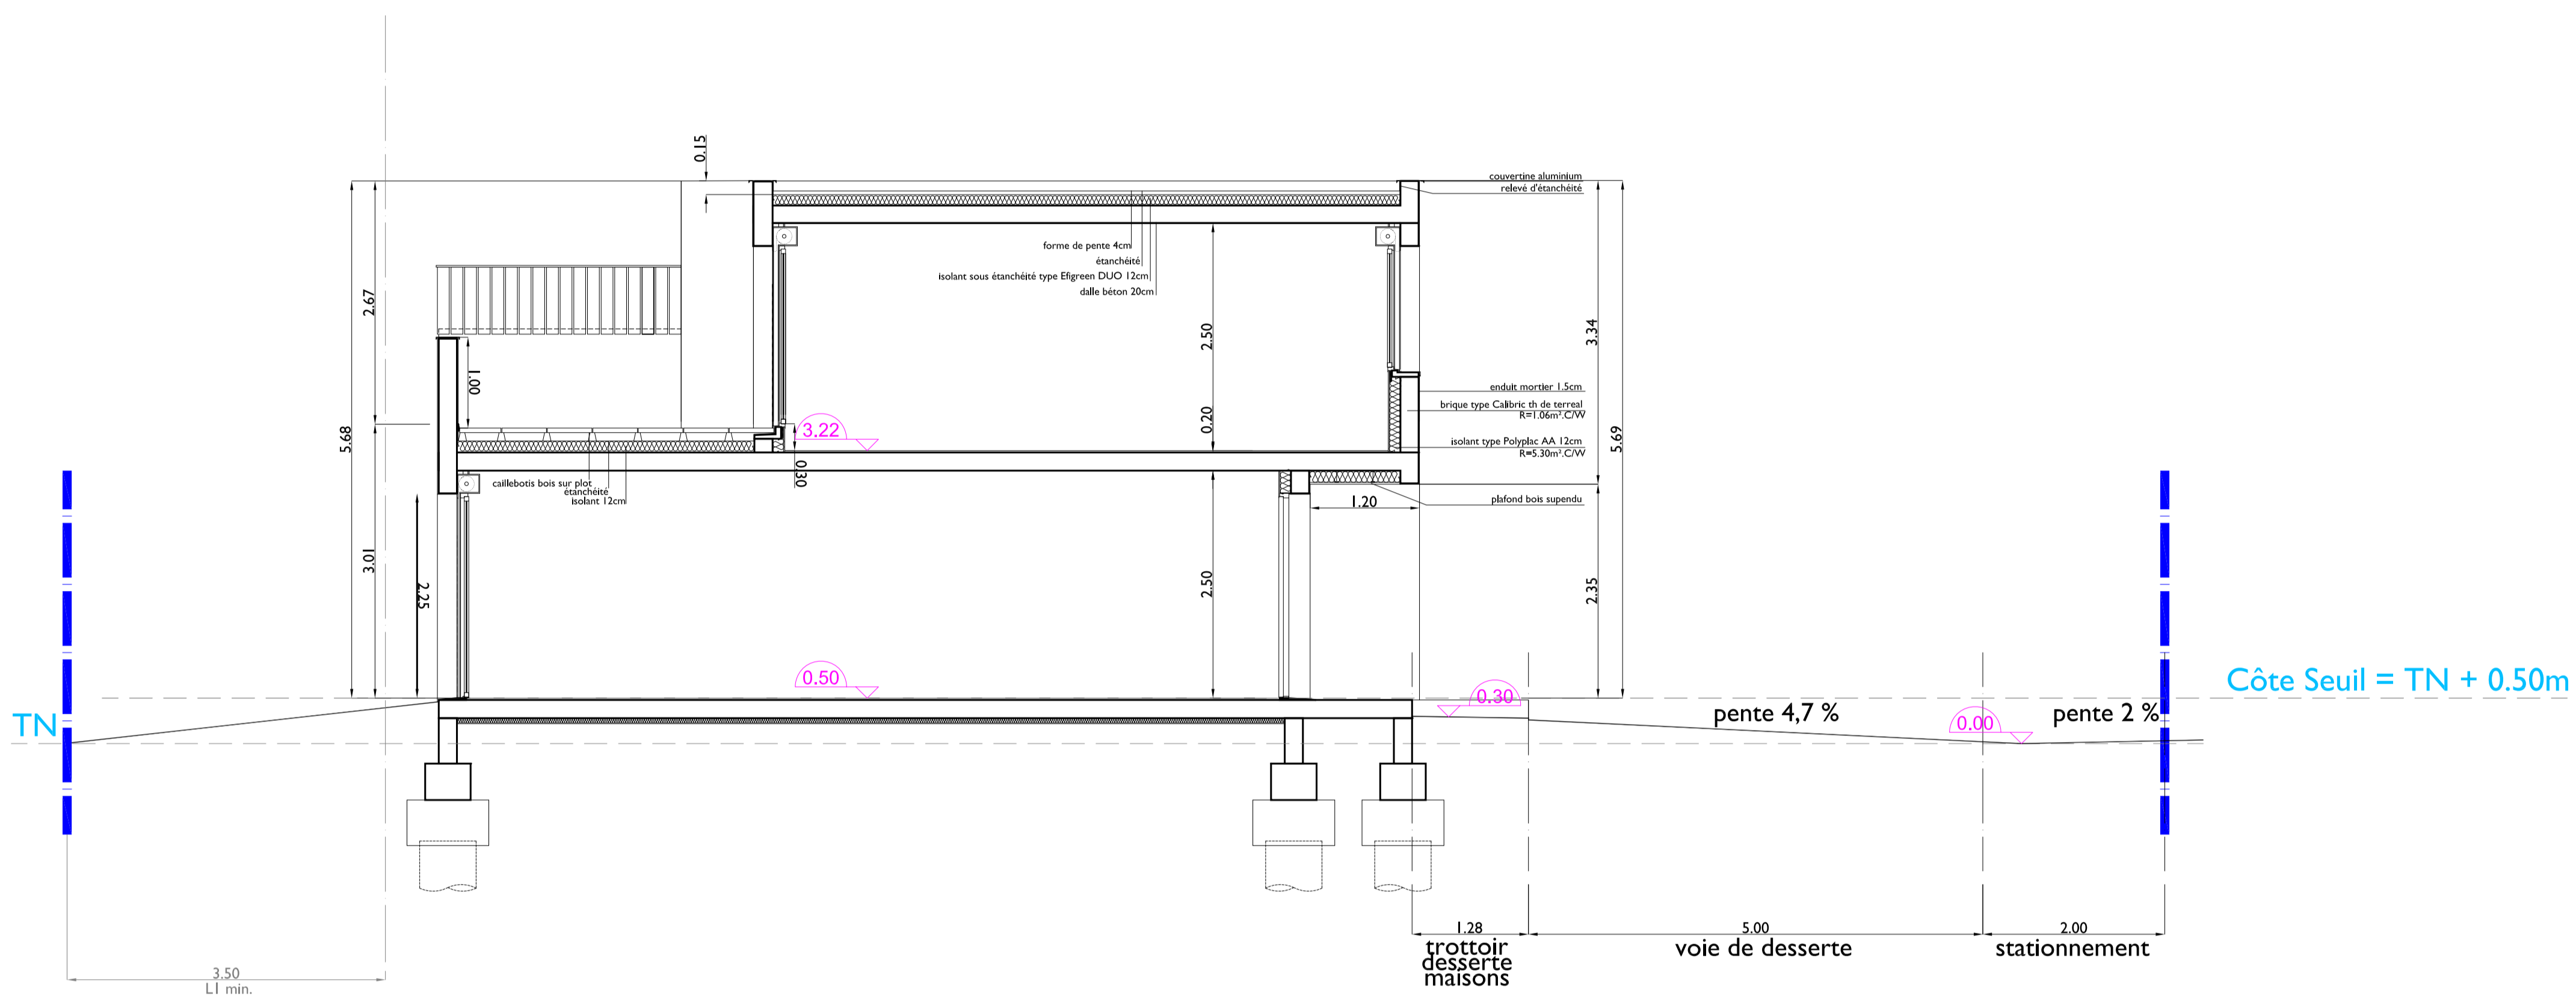 0.15
couvertine aluminium
relevé d'étanchéité
forme de pente 4cm
étanchéité
isolant sous étanchéité type Efigreen DUO 12cm
dalle béton 20cm
2.67
5.68
1.00
2.50
3.34
0.20
3.22
0.30
enduit mortier 1.5cm
brique type Calibric th de terreal
R=1.06m².C/W
isolant type Polyplac AA 12cm
R=5.30m².C/W
5.69
caillebotis bois sur plot
étanchéité
isolant 12cm
plafond bois supendu
1.20
3.01
2.25
2.50
2.35
0.50
0.30
TN
Côte Seuil = TN + 0.50m
pente 4,7 %
0.00
pente 2 %
1.28
trottoir
desserte
maisons
5.00
voie de desserte
2.00
stationnement
3.50
L1 min.